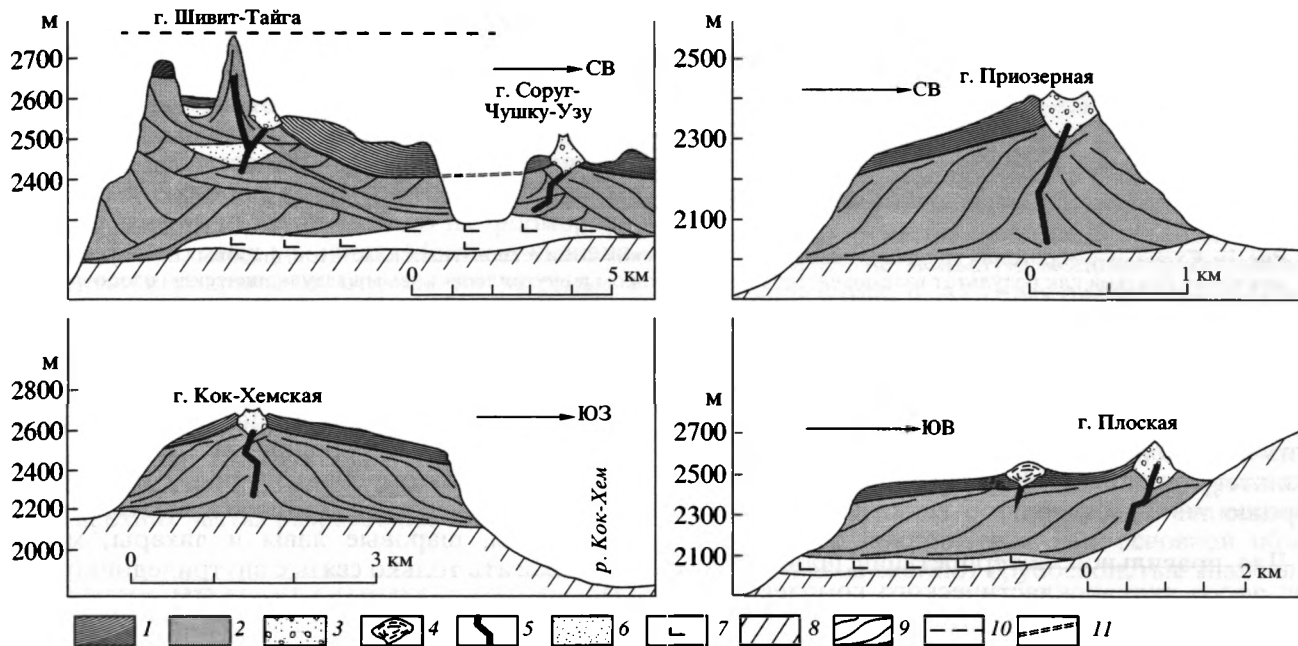 м
г. Шивит-Тайга
2700
СВ
2600
г. Соруг-
Чушку-Узу
2500
2400
0 5 км
м
2500
г. Приозерная
СВ
2300
2100
0 1 км
м
2800
г. Кок-Хемская
ЮЗ
2600
2400
2200
2000
0 3 км
р. Кок-Хем
м
2700
г. Плоская
ЮВ
2500
2300
2100
0 2 км
1 2 3 4 5 6 7 8 9 10 11